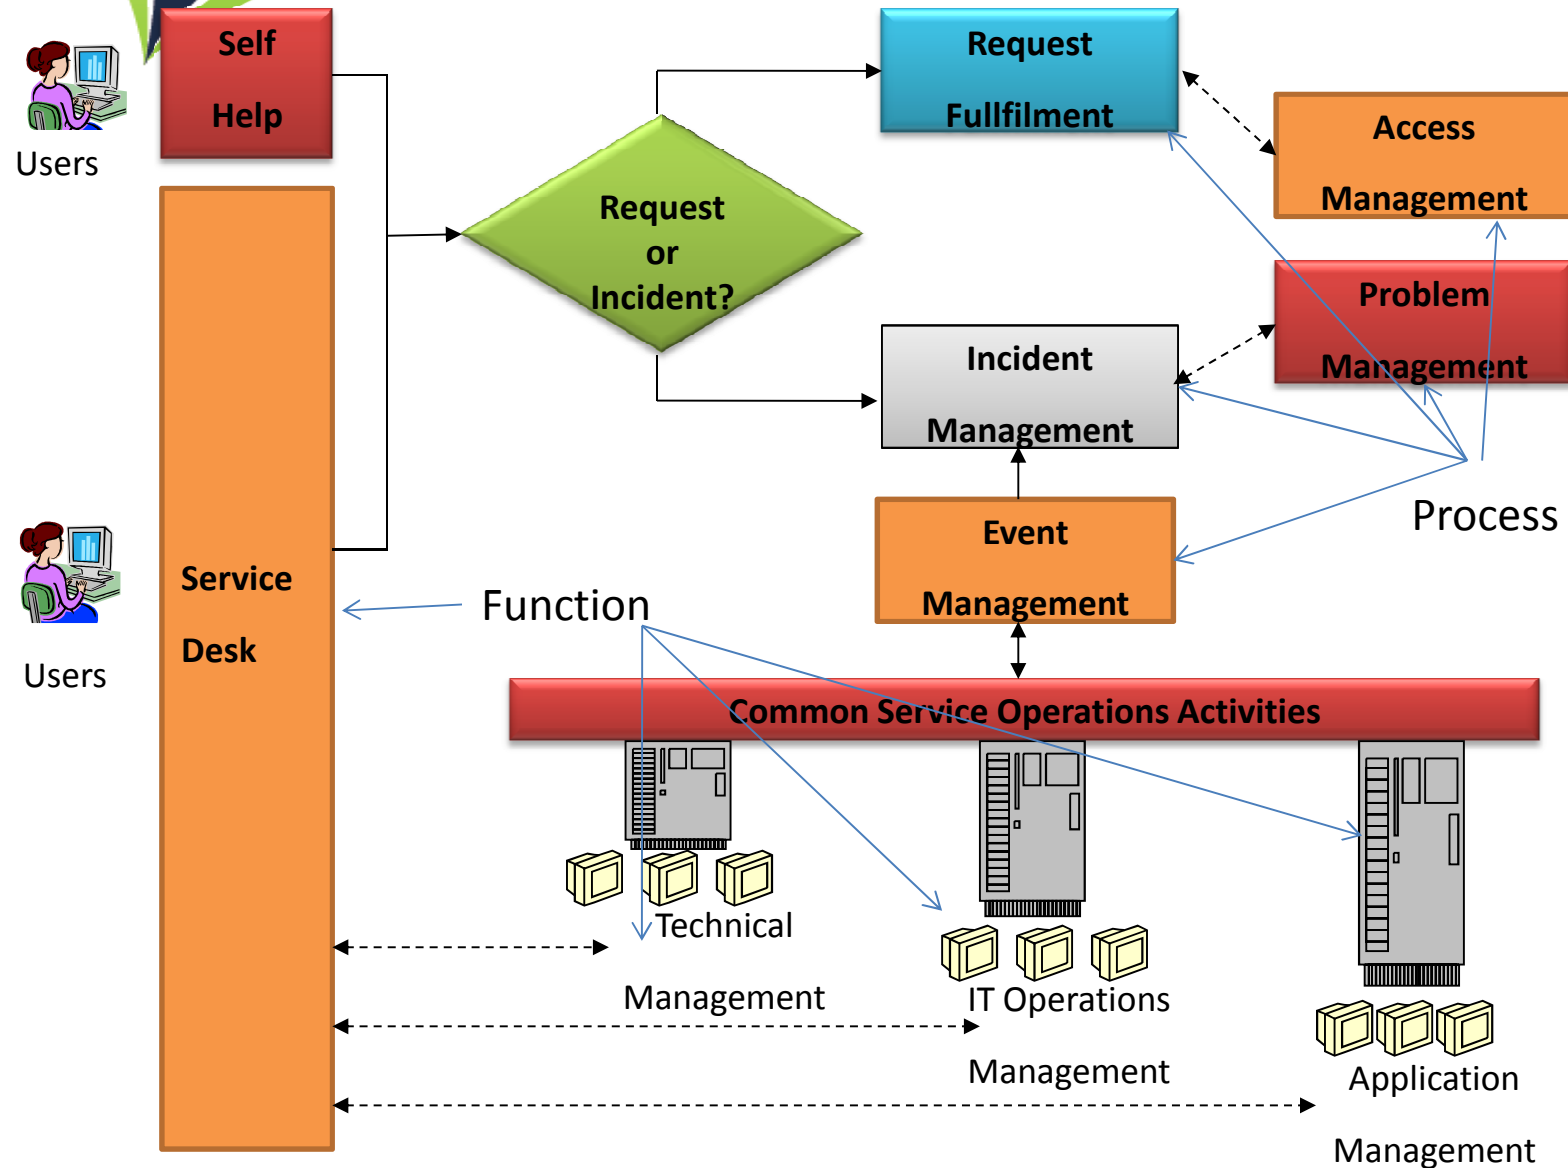 Self
Help
Users
Request
Fullfilment
Access
Management
Request
or
Incident?
Problem
Management
Incident
Management
Process
Event
Management
Service
Desk
Function
Users
Common Service Operations Activities
Technical
Management
IT Operations
Management
Application
Management